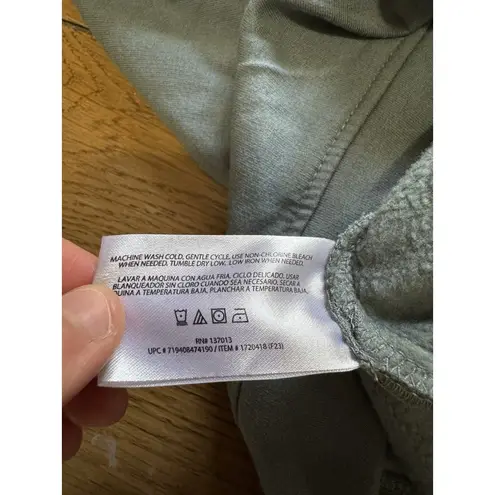 MACHINE WASH COLD, GENTLE CYCLE, USE NON-CHLORINE BLEACH
WHEN NEEDED. TUMBLE DRY LOW, LOW IRON WHEN NEEDED.
LAVAR A MAQUINA CON AGUA FRIA, CICLO DELICADO. USAR
BLANQUEADOR SIN CLORO CUANDO SEA NECESARIO. SECAR A
QUINA A TEMPERATURA BAJA. PLANCHAR A TEMPERATURA BAJA.
RN# 137013
UPC # 719408474190 / ITEM # 1720418 (F23)